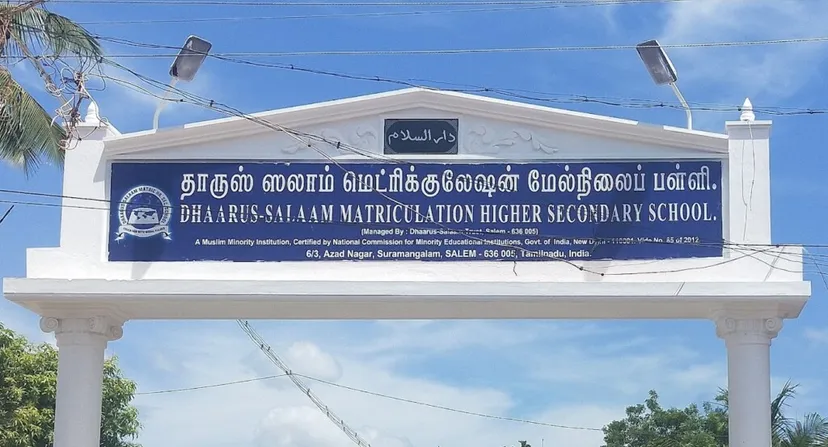 دار السلام
தாருஸ் ஸலாம் மெட்ரிக்குலேஷன் மேல்நிலைப் பள்ளி.
DHAARUS-SALAAM MATRICULATION HIGHER SECONDARY SCHOOL.
(Managed By : Dhaarus-Salaam Trust, Salem - 636 005)
A Muslim Minority Institution, Certified by National Commission for Minority Educational Institutions, Govt. of India, New Delhi - 110001. Vide No. 85 of 2012
6/3, Azad Nagar, Suramangalam, SALEM - 636 005, Tamilnadu, India.